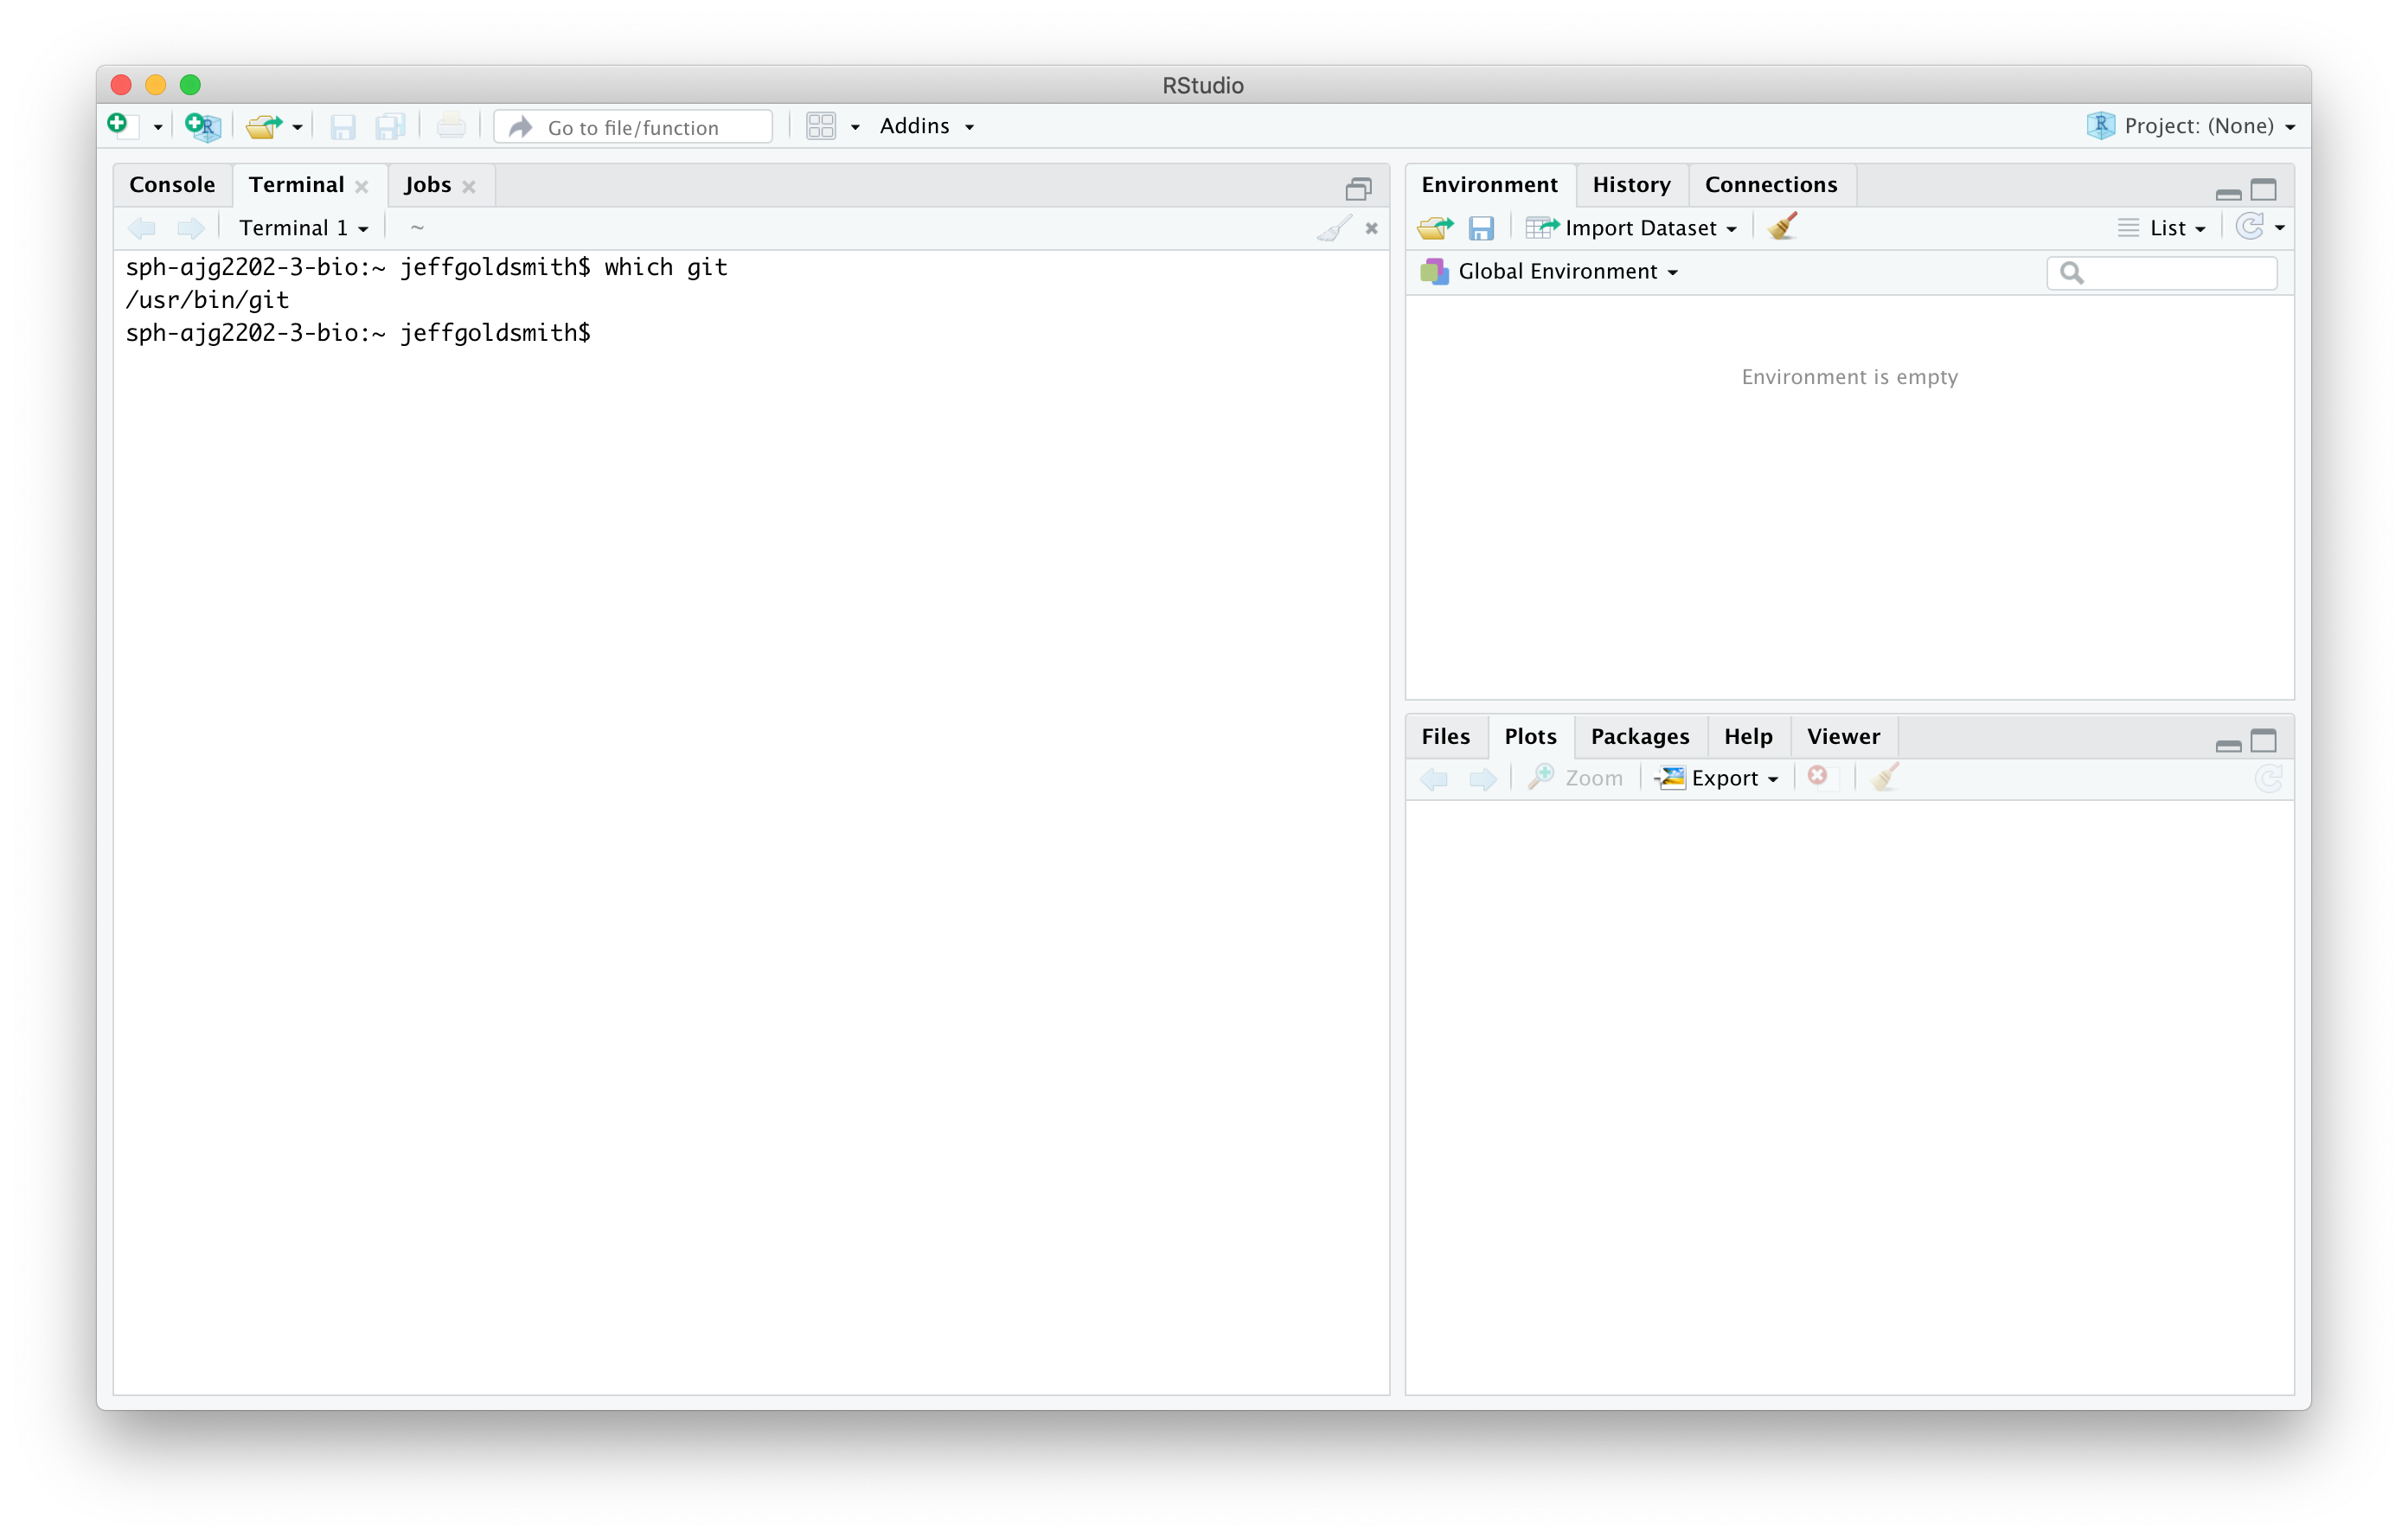 RStudio
Go to file/function
Addins
Project: (None)
Console Terminal Jobs
Terminal 1 ~
sph-ajg2202-3-bio:~ jeffgoldsmith$ which git
/usr/bin/git
sph-ajg2202-3-bio:~ jeffgoldsmith$
Environment History Connections
Import Dataset List
Global Environment
Environment is empty
Files Plots Packages Help Viewer
Zoom Export